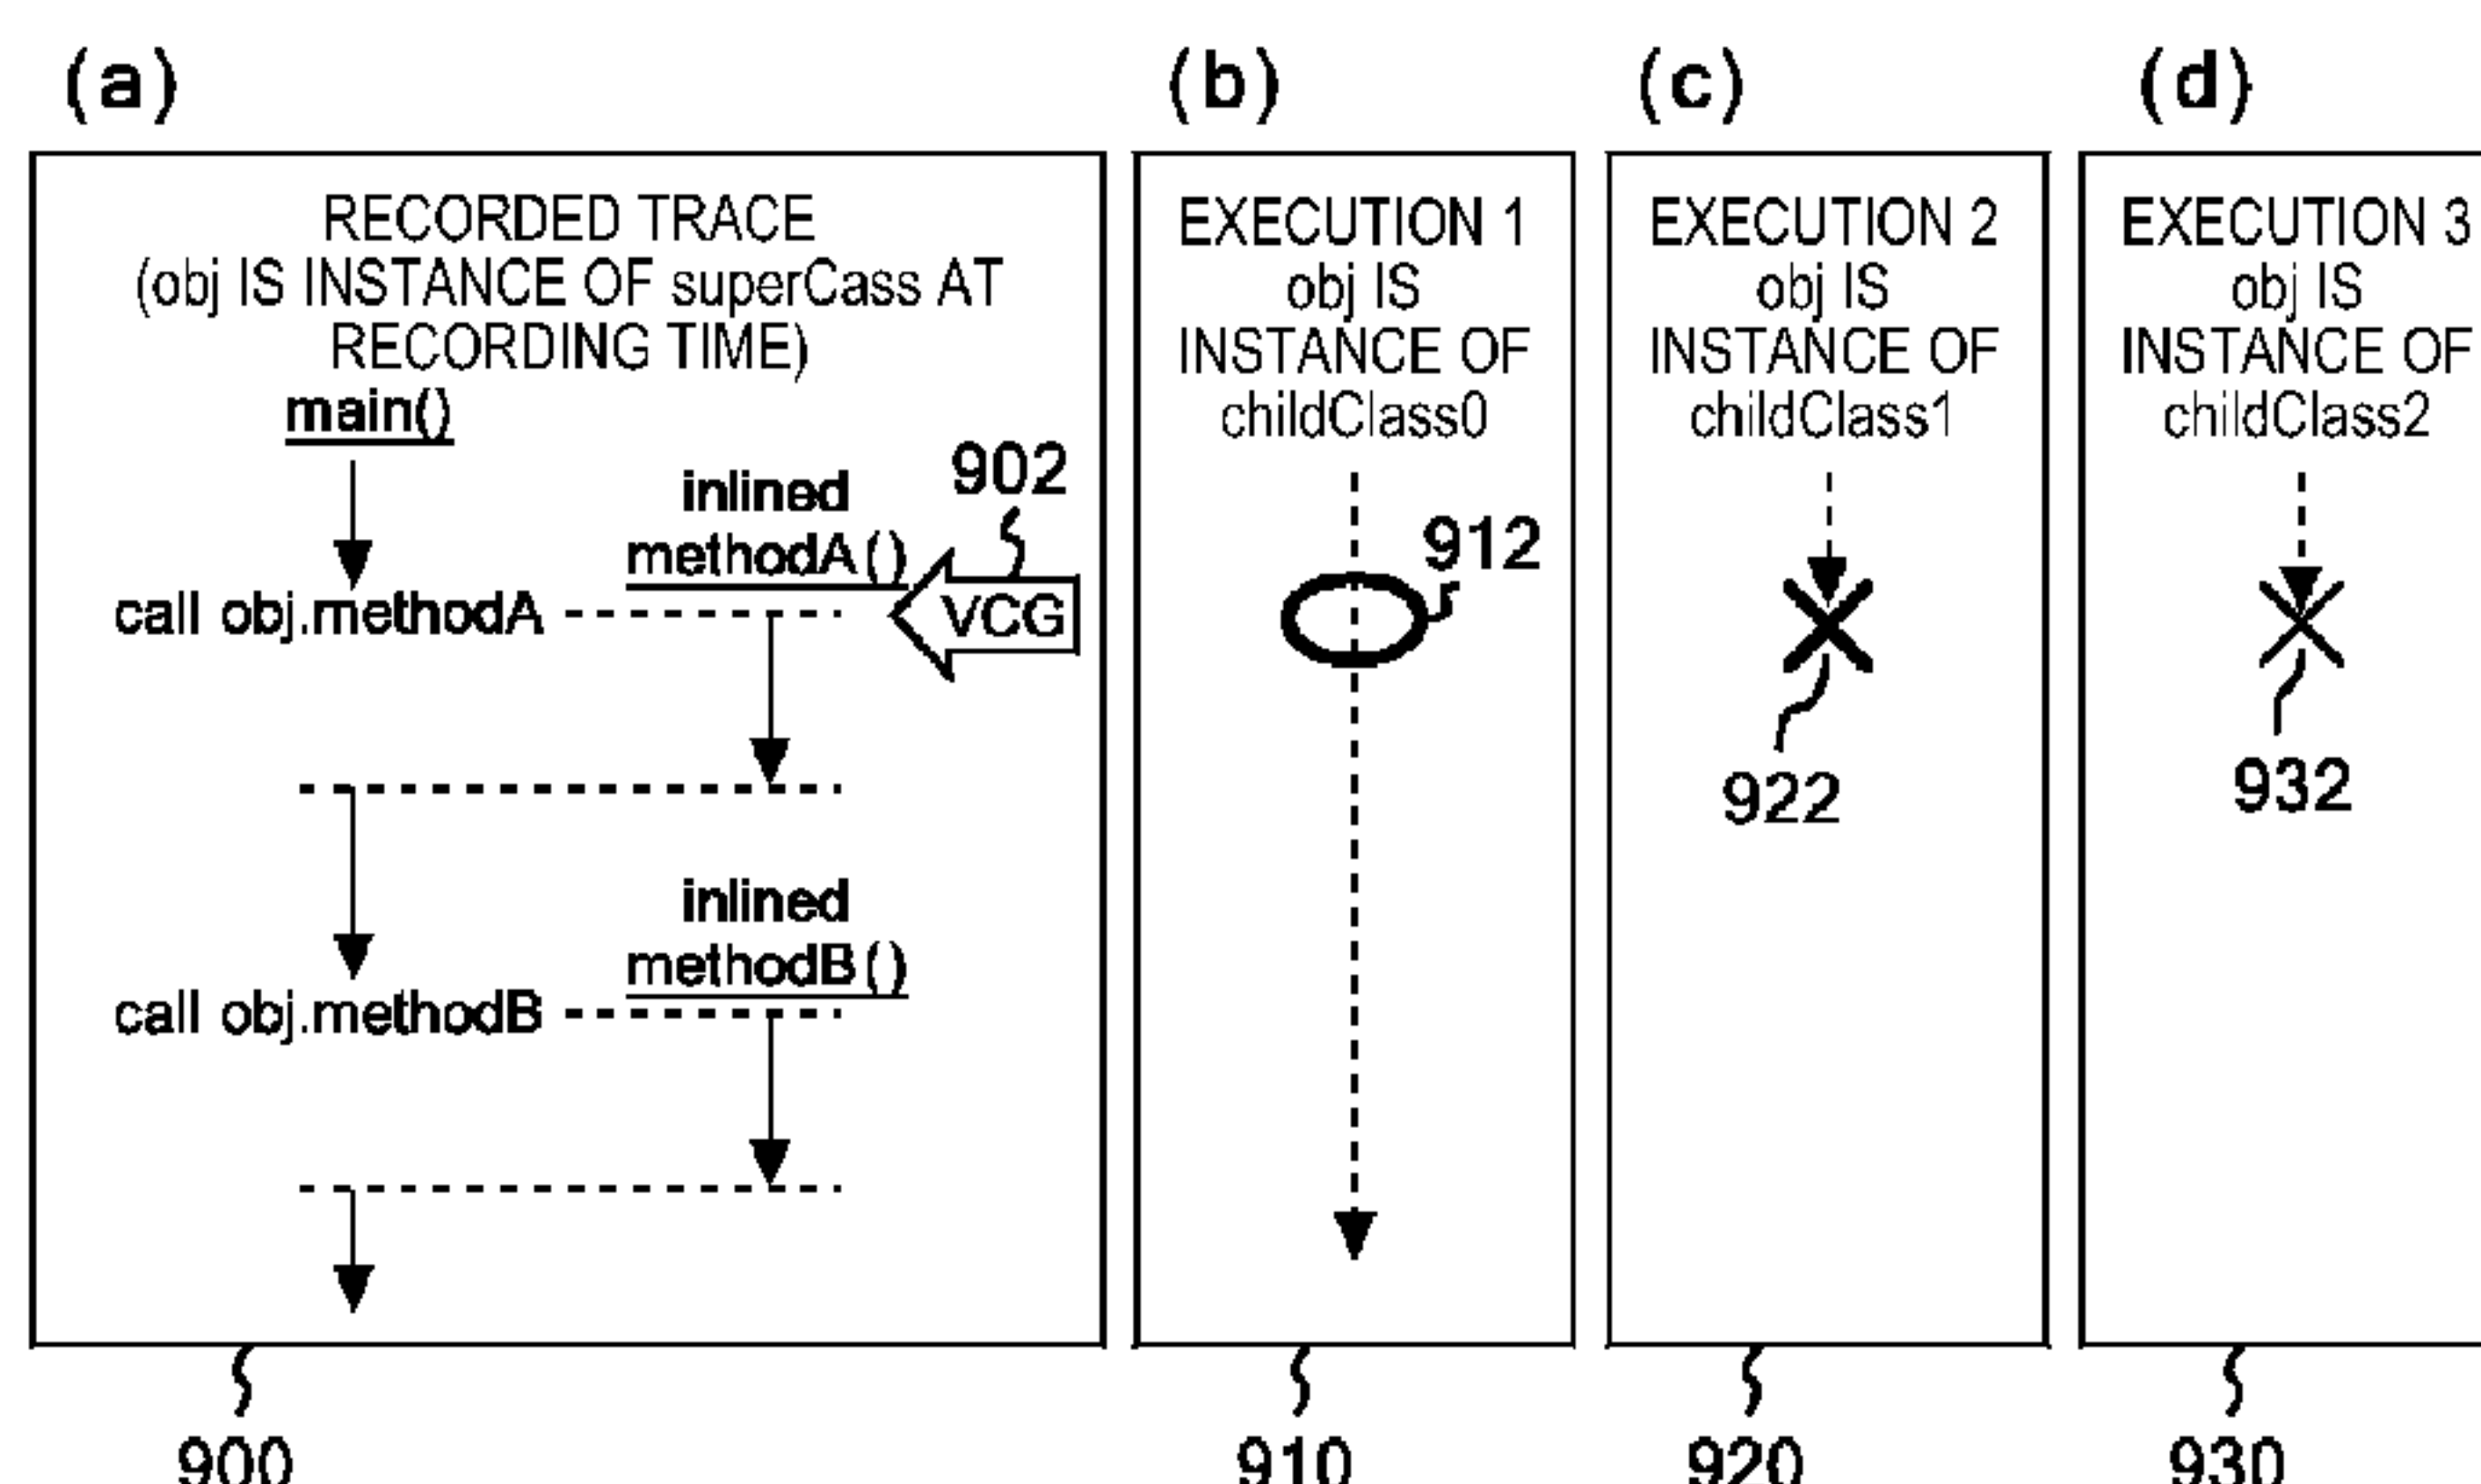 (a)
RECORDED TRACE
(obj IS INSTANCE OF superCass AT
RECORDING TIME)
main()
inlined
methodA()
902
VCG
call obj.methodA
inlined
methodB()
call obj.methodB
900
(b)
EXECUTION 1
obj IS
INSTANCE OF
childClass0
912
910
(c)
EXECUTION 2
obj IS
INSTANCE OF
childClass1
922
920
(d)
EXECUTION 3
obj IS
INSTANCE OF
childClass2
932
930